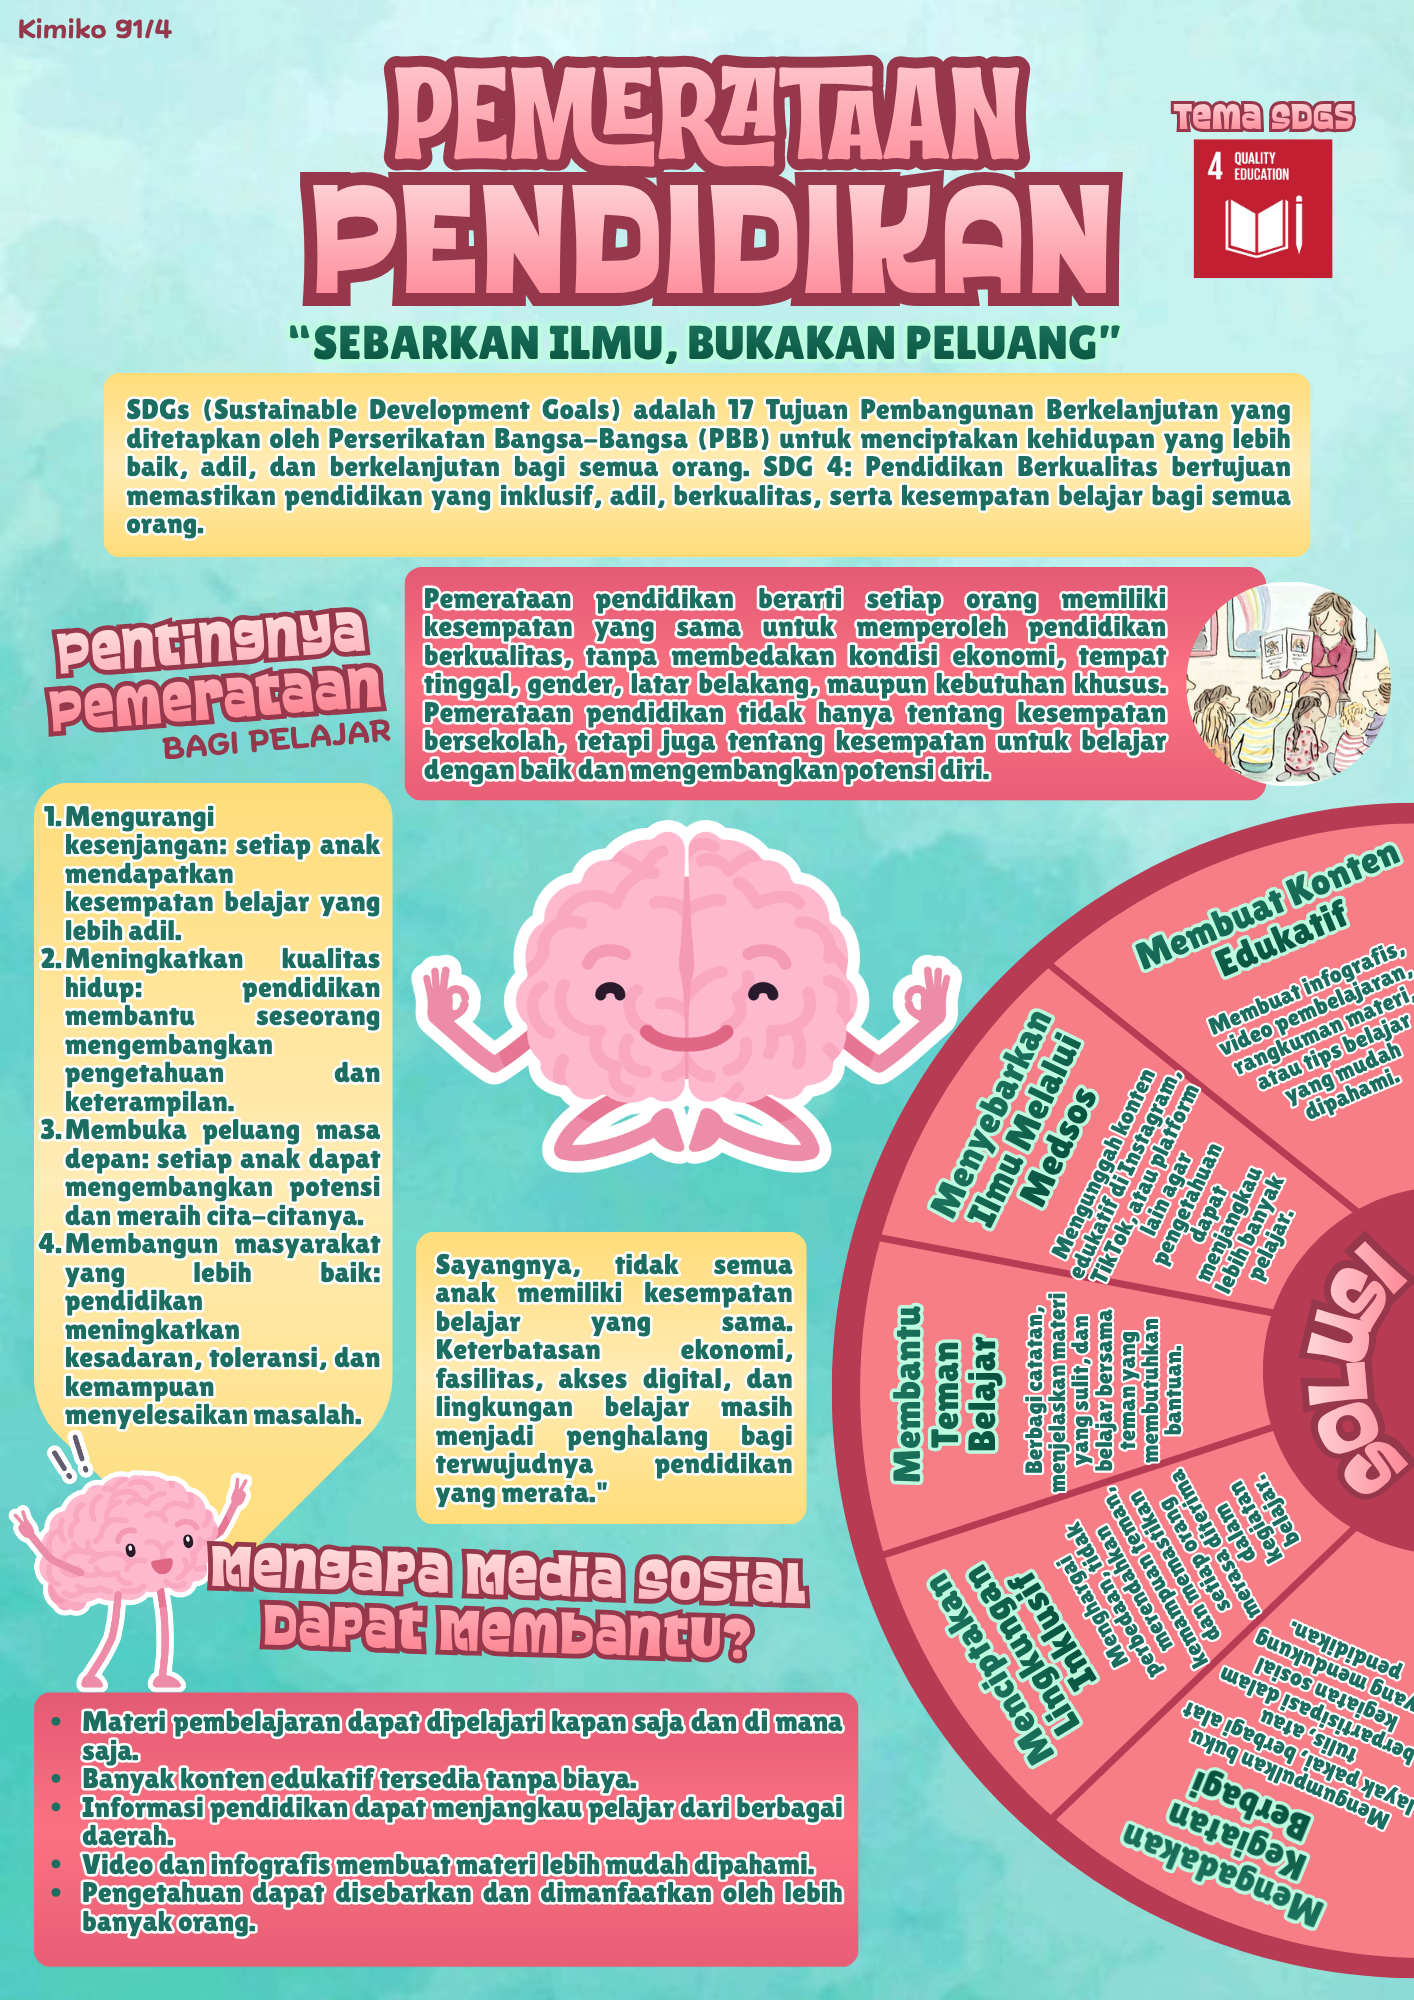 Kimiko 91/4
PEMERATAAN
PENDIDIKAN
Tema SDGS
4 QUALITY
EDUCATION
“SEBARKAN ILMU, BUKAKAN PELUANG”
SDGs (Sustainable Development Goals) adalah 17 Tujuan Pembangunan Berkelanjutan yang
ditetapkan oleh Perserikatan Bangsa-Bangsa (PBB) untuk menciptakan kehidupan yang lebih
baik, adil, dan berkelanjutan bagi semua orang. SDG 4: Pendidikan Berkualitas bertujuan
memastikan pendidikan yang inklusif, adil, berkualitas, serta kesempatan belajar bagi semua
orang.
Pemerataan pendidikan berarti setiap orang memiliki
kesempatan yang sama untuk memperoleh pendidikan
berkualitas, tanpa membedakan kondisi ekonomi, tempat
tinggal, gender, latar belakang, maupun kebutuhan khusus.
Pemerataan pendidikan tidak hanya tentang kesempatan
bersekolah, tetapi juga tentang kesempatan untuk belajar
dengan baik dan mengembangkan potensi diri.
Pentingnya
pemerataan
BAGI PELAJAR
1. Mengurangi
kesenjangan: setiap anak
mendapatkan
kesempatan belajar yang
lebih adil.
2. Meningkatkan kualitas
hidup: pendidikan
membantu seseorang
mengembangkan
pengetahuan dan
keterampilan.
3. Membuka peluang masa
depan: setiap anak dapat
mengembangkan potensi
dan meraih cita-citanya.
4. Membangun masyarakat
yang lebih baik:
pendidikan
meningkatkan
kesadaran, toleransi, dan
kemampuan
menyelesaikan masalah.
Sayangnya, tidak semua
anak memiliki kesempatan
belajar yang sama.
Keterbatasan ekonomi,
fasilitas, akses digital, dan
lingkungan belajar masih
menjadi penghalang bagi
terwujudnya pendidikan
yang merata."
Mengapa Media Sosial
Dapat Membantu?
• Materi pembelajaran dapat dipelajari kapan saja dan di mana
saja.
• Banyak konten edukatif tersedia tanpa biaya.
• Informasi pendidikan dapat menjangkau pelajar dari berbagai
daerah.
• Video dan infografis membuat materi lebih mudah dipahami.
• Pengetahuan dapat disebarkan dan dimanfaatkan oleh lebih
banyak orang.
SOLUSI
Membuat Konten
Edukatif
Membuat infografis,
video pembelajaran,
rangkuman materi,
atau tips belajar
yang mudah
dipahami.
Menyebarkan
Ilmu Melalui
Medsos
Mengunggah konten
edukatif di Instagram,
TikTok, atau platform
lain agar
pengetahuan
dapat
menjangkau
lebih banyak
pelajar.
Membantu
Teman
Belajar
Berbagi catatan,
menjelaskan materi
yang sulit, dan
belajar bersama
teman yang
membutuhkan
bantuan.
Menciptakan
Lingkungan
Inklusif
Menghargai
perbedaan, tidak
merendahkan
kemampuan teman,
dan memastikan
setiap orang
merasa diterima
dalam
kegiatan
belajar.
Mengadakan
Kegiatan
Berbagi
Mengumpulkan buku
layak pakai, berbagi alat
tulis, atau
berpartisipasi dalam
kegiatan sosial
yang mendukung
pendidikan.